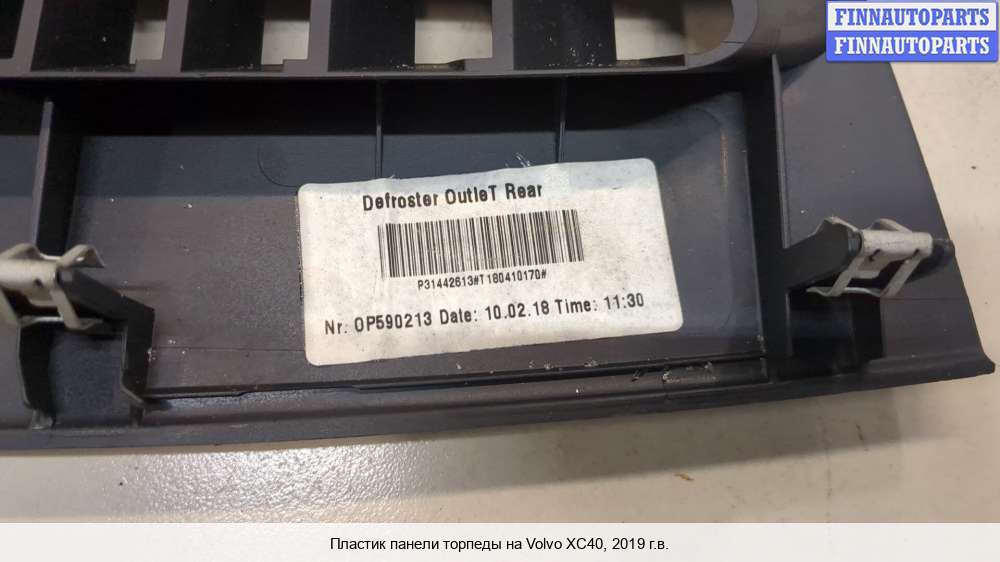 FINNAUTOPARTS
FINNAUTOPARTS
Defroster OutleT Rear
P31442613#T180410170#
Nr: OP590213 Date: 10.02.18 Time: 11:30
Пластик панели торпеды на Volvo XC40, 2019 г.в.